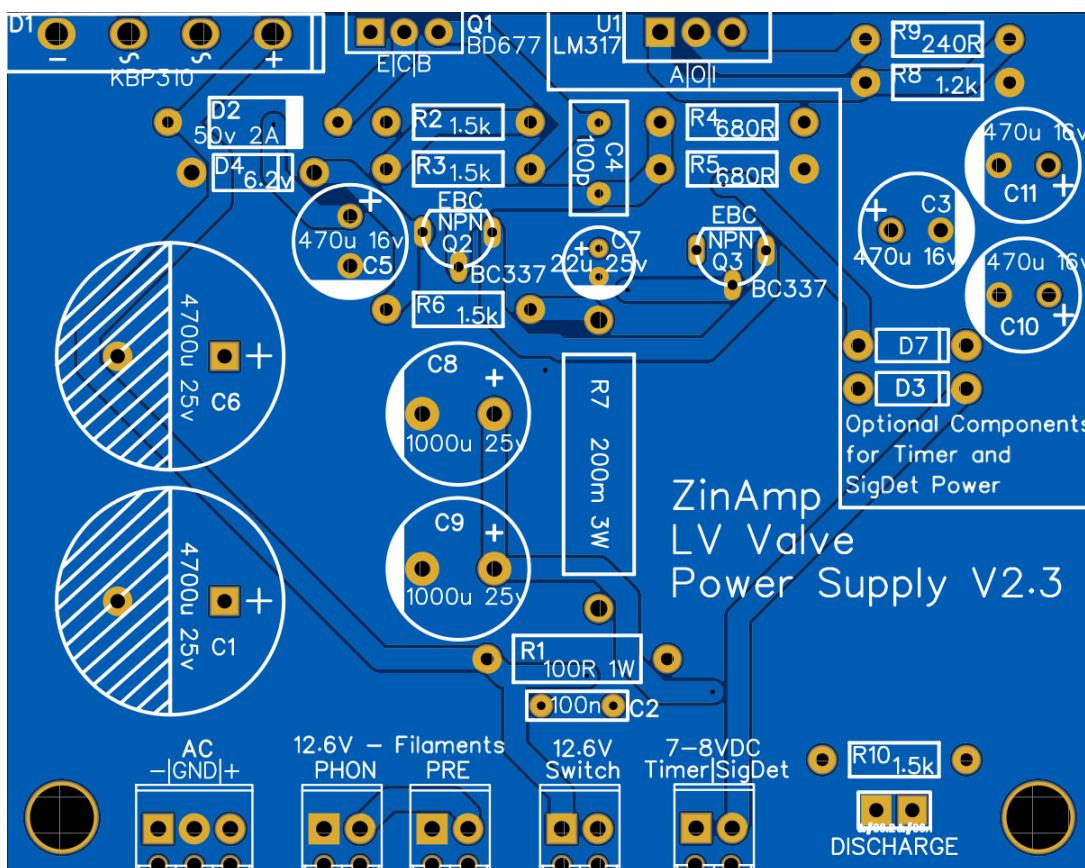 D1
-
S
S
+
KBP310
Q1
BD677
E|C|B
U1
LM317
A|O|I
R9
240R
R8
1.2k
D2
50v 2A
D4
6.2v
R2
1.5k
R3
1.5k
C4
100p
R4
680R
R5
680R
470u 16v
C11
+
C3
+
470u 16v
470u 16v
C10
+
+
470u 16v
C5
EBC
NPN
Q2
BC337
C7
+
22u 25v
EBC
NPN
Q3
BC337
R6
1.5k
4700u 25v
+
C6
C8
+
1000u 25v
R7 200m 3W
D7
D3
Optional Components
for Timer and
SigDet Power
ZinAmp
LV Valve
Power Supply V2.3
4700u 25v
+
C1
C9
+
1000u 25v
R1
100R 1W
100n
C2
AC
-|GND|+
12.6V - Filaments
PHON
PRE
12.6V
Switch
7-8VDC
Timer|SigDet
R10
1.5k
DISCHARGE